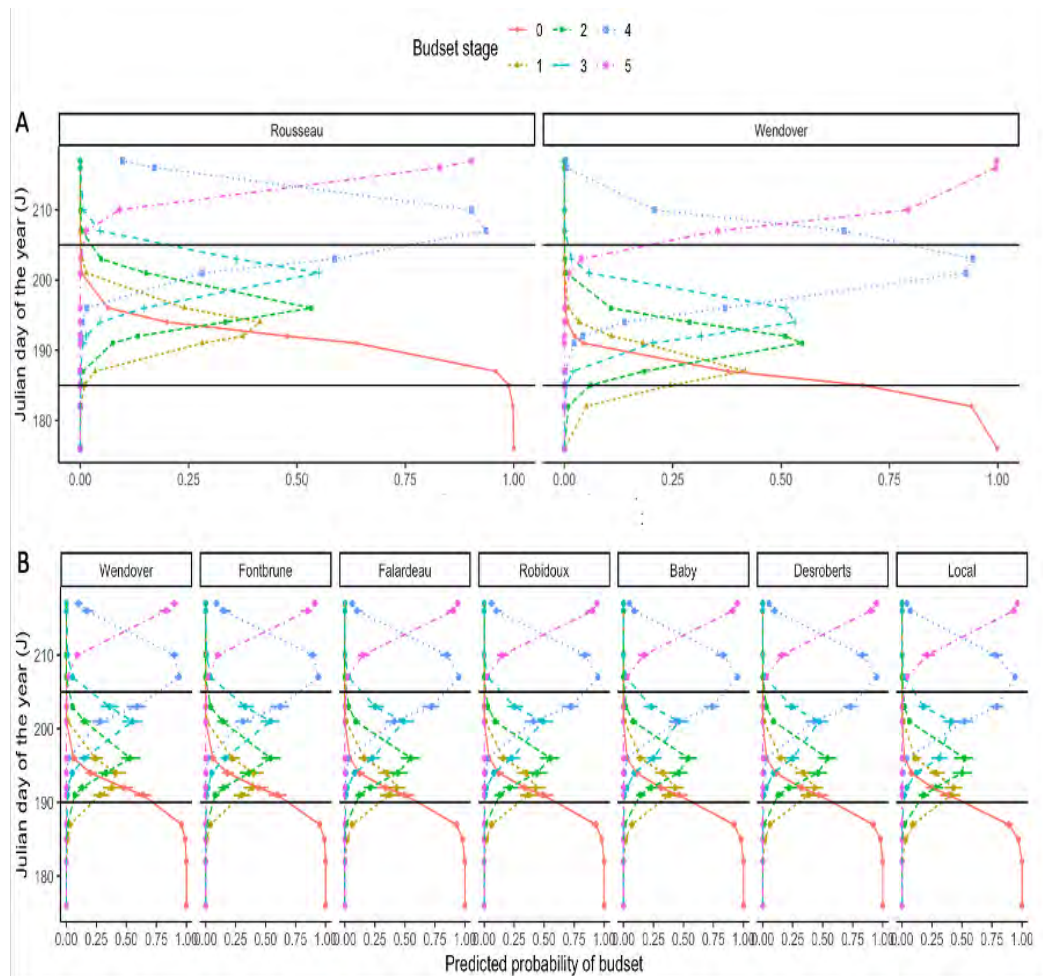 Budset stage 0 2 4
1 3 5
A
Rousseau Wendover
Julian day of the year (J)
210
200
190
180
0.00 0.25 0.50 0.75 1.00 0.00 0.25 0.50 0.75 1.00
B
Wendover Fontbrune Falardeau Robidoux Baby Desroberts Local
Julian day of the year (J)
210
200
190
180
0.00 0.25 0.50 0.75 1.00 0.00 0.25 0.50 0.75 1.00 0.00 0.25 0.50 0.75 1.00 0.00 0.25 0.50 0.75 1.00 0.00 0.25 0.50 0.75 1.00 0.00 0.25 0.50 0.75 1.00 0.00 0.25 0.50 0.75 1.00
Predicted probability of budset